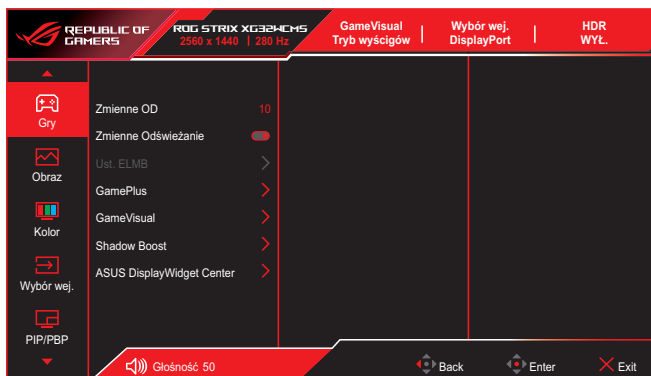 REPUBLIC OF GAMERS
ROG STRIX XG32WCMS
2560 x 1440 | 280 Hz
GameVisual
Tryb wyścigów
Wybór wej.
DisplayPort
HDR
WYŁ.
Gry
Obraz
Kolor
Wybór wej.
PIP/PBP
Zmienne OD 10
Zmienne Odświeżanie
Ust. ELMB
GamePlus
GameVisual
Shadow Boost
ASUS DisplayWidget Center
Głośność 50
Back
Enter
Exit